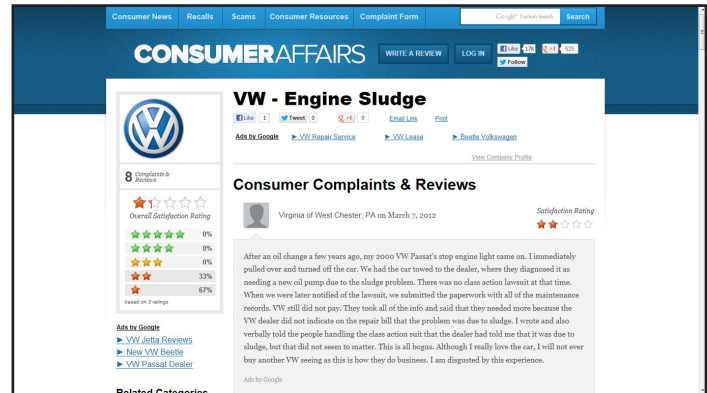 Consumer News Recalls Scams Consumer Resources Complaint Form
Google™ Custom Search Search
CONSUMERAFFAIRS
WRITE A REVIEW LOG IN
Like 17k +1 525
Follow
VW - Engine Sludge
Like 1 Tweet 0 +1 0 Email Link Print
Ads by Google ► VW Repair Service ► VW Lease ► Beetle Volkswagen
View Company Profile
8 Complaints & Reviews
Overall Satisfaction Rating
0%
0%
0%
33%
67%
based on 3 ratings
Ads by Google
► VW Jetta Reviews
► New VW Beetle
► VW Passat Dealer
Related Categories
Consumer Complaints & Reviews
Virginia of West Chester, PA on March 7, 2012
Satisfaction Rating
After an oil change a few years ago, my 2000 VW Passat's stop engine light came on. I immediately
pulled over and turned off the car. We had the car towed to the dealer, where they diagnosed it as
needing a new oil pump due to the sludge problem. There was no class action lawsuit at that time.
When we were later notified of the lawsuit, we submitted the paperwork with all of the maintenance
records. VW still did not pay. They took all of the info and said that they needed more because the
VW dealer did not indicate on the repair bill that the problem was due to sludge. I wrote and also
verbally told the people handling the class action suit that the dealer had told me that it was due to
sludge, but that did not seem to matter. This is all bogus. Although I really love the car, I will not ever
buy another VW seeing as this is how they do business. I am disgusted by this experience.
Ads by Google